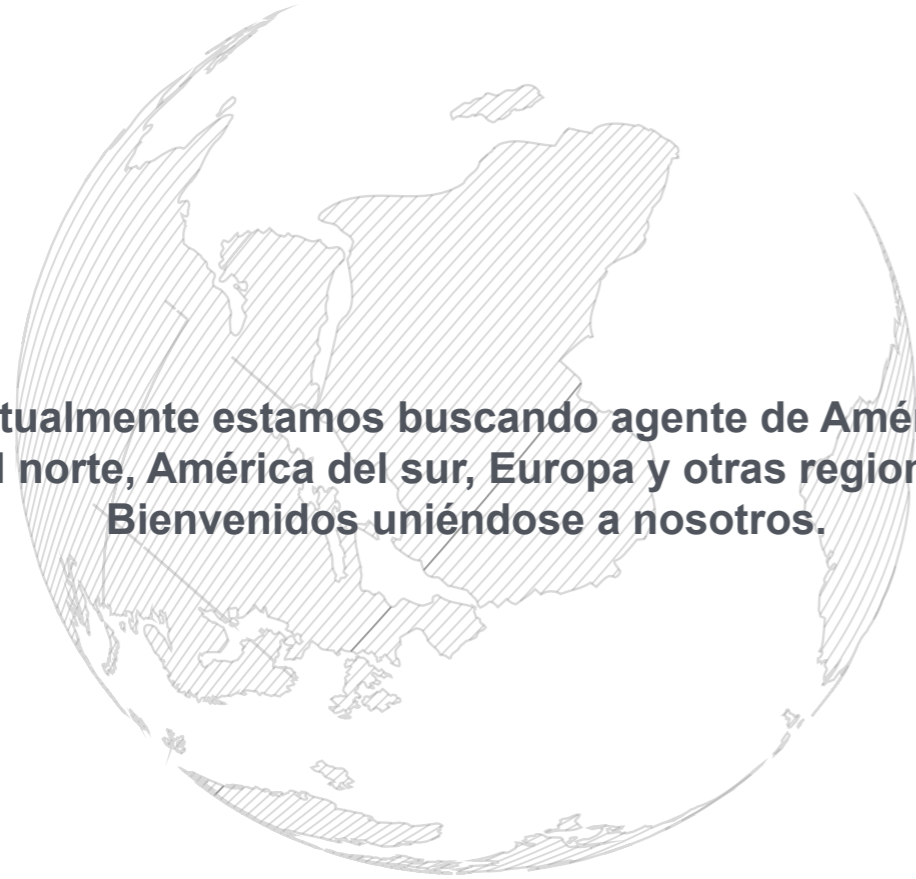 tualmente estamos buscando agente de Amé
norte, América del sur, Europa y otras region
Bienvenidos uniéndose a nosotros.